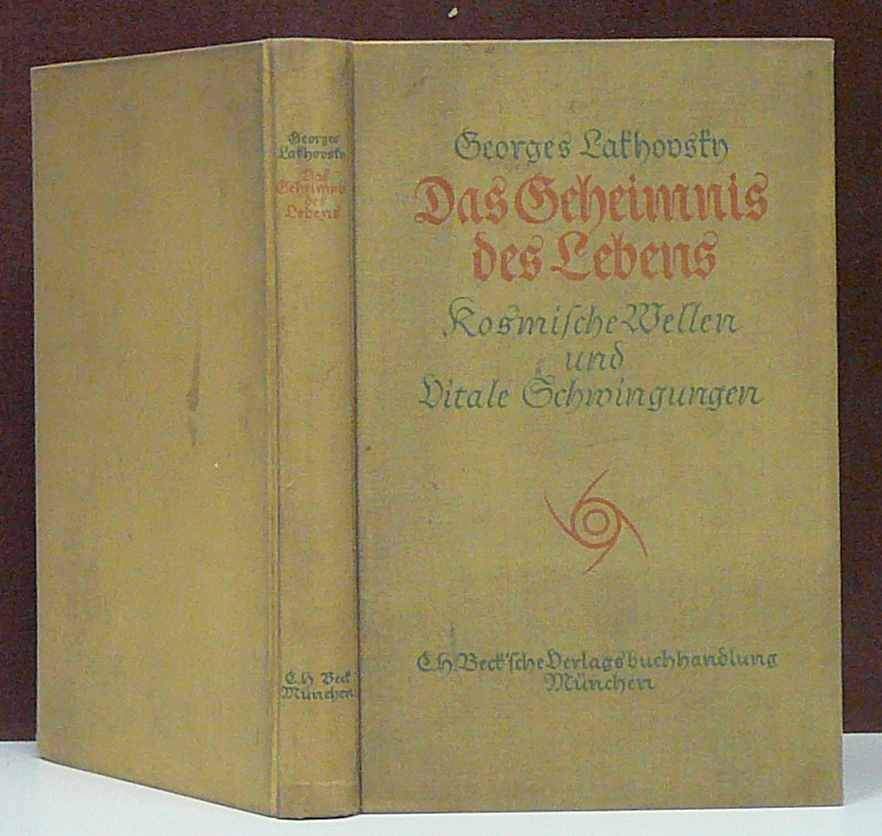 Georges
Lakhovsky
Das
Geheimnis
des
Lebens
C. H. Beck
München
Georges Lakhovsky
Das Geheimnis
des Lebens
Kosmiſche Wellen
und
Vitale Schwingungen
C. H. Beck'ſche Verlagsbuchhandlung
München